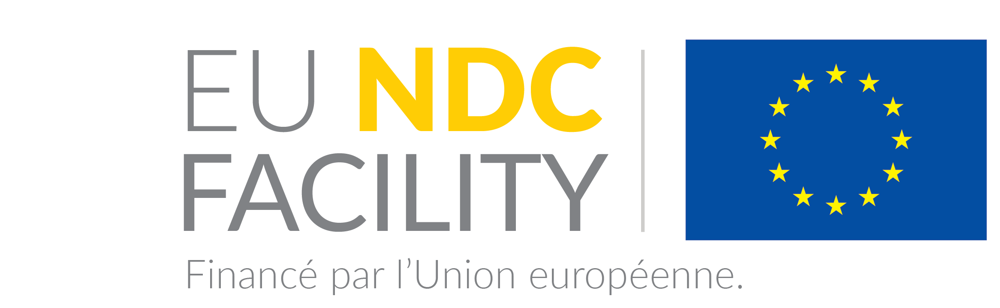 EU NDC
FACILITY
Financé par l’Union européenne.